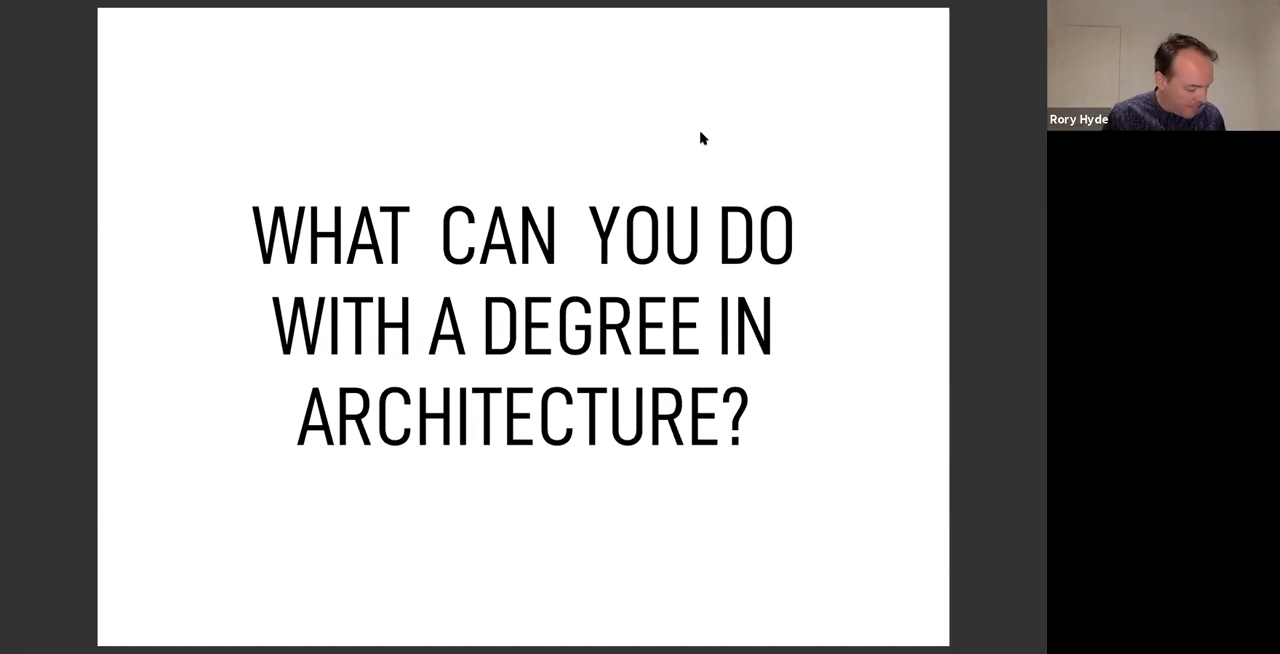 WHAT CAN YOU DO
WITH A DEGREE IN
ARCHITECTURE?
Rory Hyde